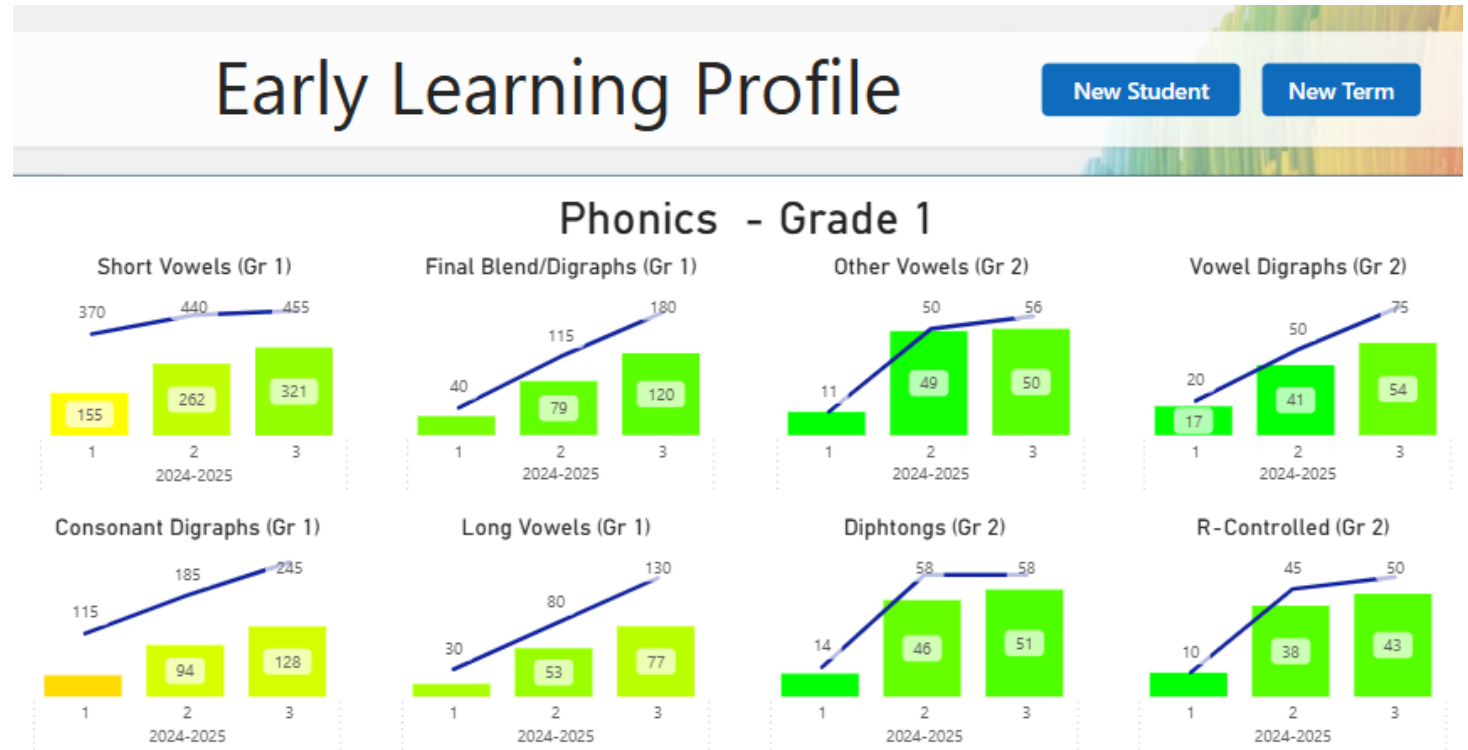 Early Learning Profile
New Student
New Term
Phonics - Grade 1
Short Vowels (Gr 1)
370 440 455
155 262 321
1 2 3
2024-2025
Final Blend/Digraphs (Gr 1)
40 115 180
79 120
1 2 3
2024-2025
Other Vowels (Gr 2)
11 50 56
49 50
1 2 3
2024-2025
Vowel Digraphs (Gr 2)
20 50 75
17 41 54
1 2 3
2024-2025
Consonant Digraphs (Gr 1)
115 185 245
94 128
1 2 3
2024-2025
Long Vowels (Gr 1)
30 80 130
53 77
1 2 3
2024-2025
Diphtongs (Gr 2)
14 58 58
46 51
1 2 3
2024-2025
R-Controlled (Gr 2)
10 45 50
38 43
1 2 3
2024-2025